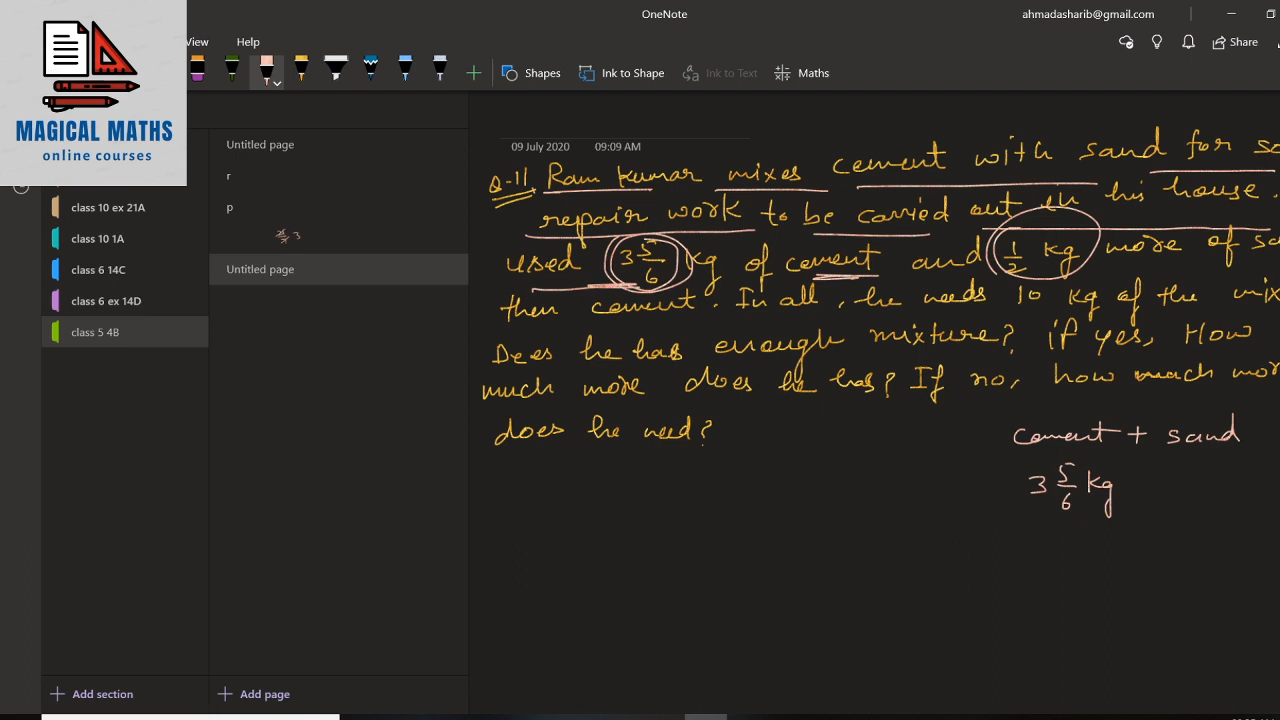 OneNote
ahmadasharib@gmail.com
View
Help
Share
Shapes
Ink to Shape
Ink to Text
Maths
MAGICAL MATHS
online courses
class 10 ex 21A
class 10 1A
class 6 14C
class 6 ex 14D
class 5 4B
Add section
Untitled page
r
p
3
Untitled page
Add page
09 July 2020 09:09 AM
Q-11 Ram Kumar mixes cement with sand for so
repair work to be carried out in his house.
used 3 5/6 kg of cement and 1/2 kg more of sa
then cement. In all, he needs 10 kg of the mix
Does he has enough mixture? if yes, How
much more does he has? If no, how much mor
does he need?
cement + sand
3 5/6 kg